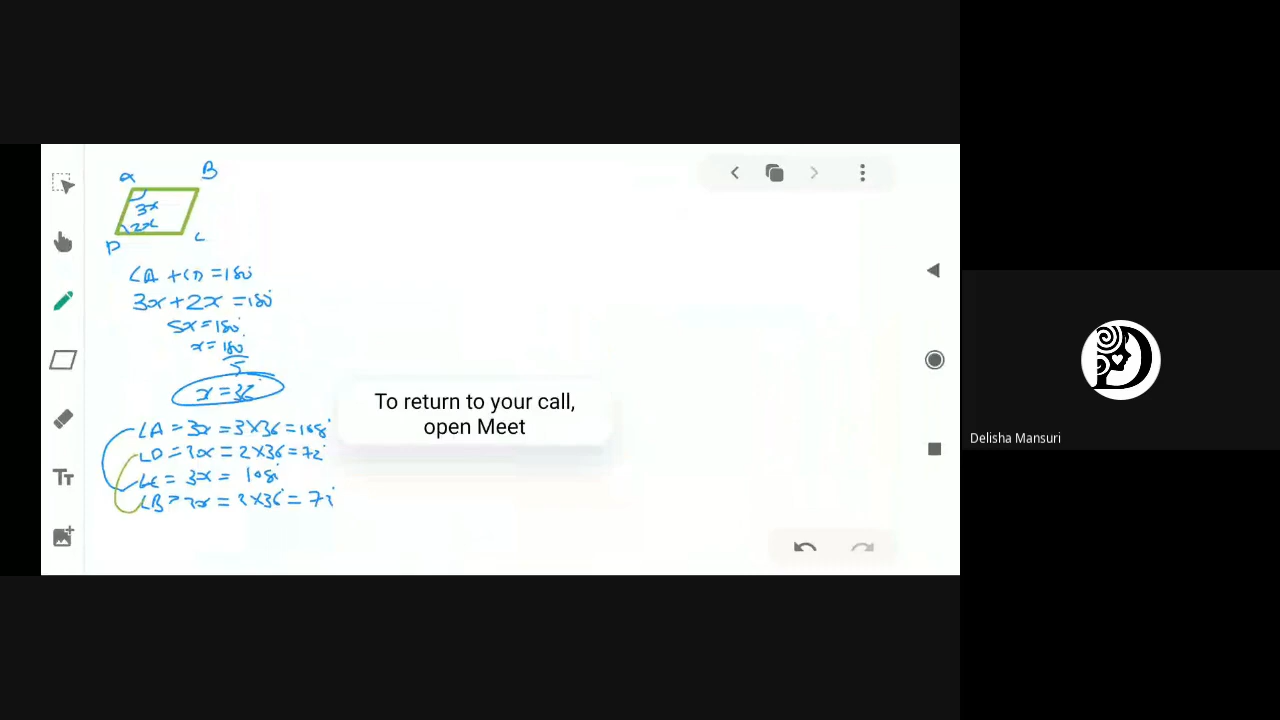 A B
3x
2x
D C
∠A + ∠D = 180°
3x + 2x = 180°
5x = 180°
x = 180°
5
x = 36°
∠A = 3x = 3×36 = 108°
∠D = 2x = 2×36 = 72°
∠C = 3x = 108°
∠B = 2x = 2×36° = 72°
To return to your call,
open Meet
Tт
Delisha Mansuri